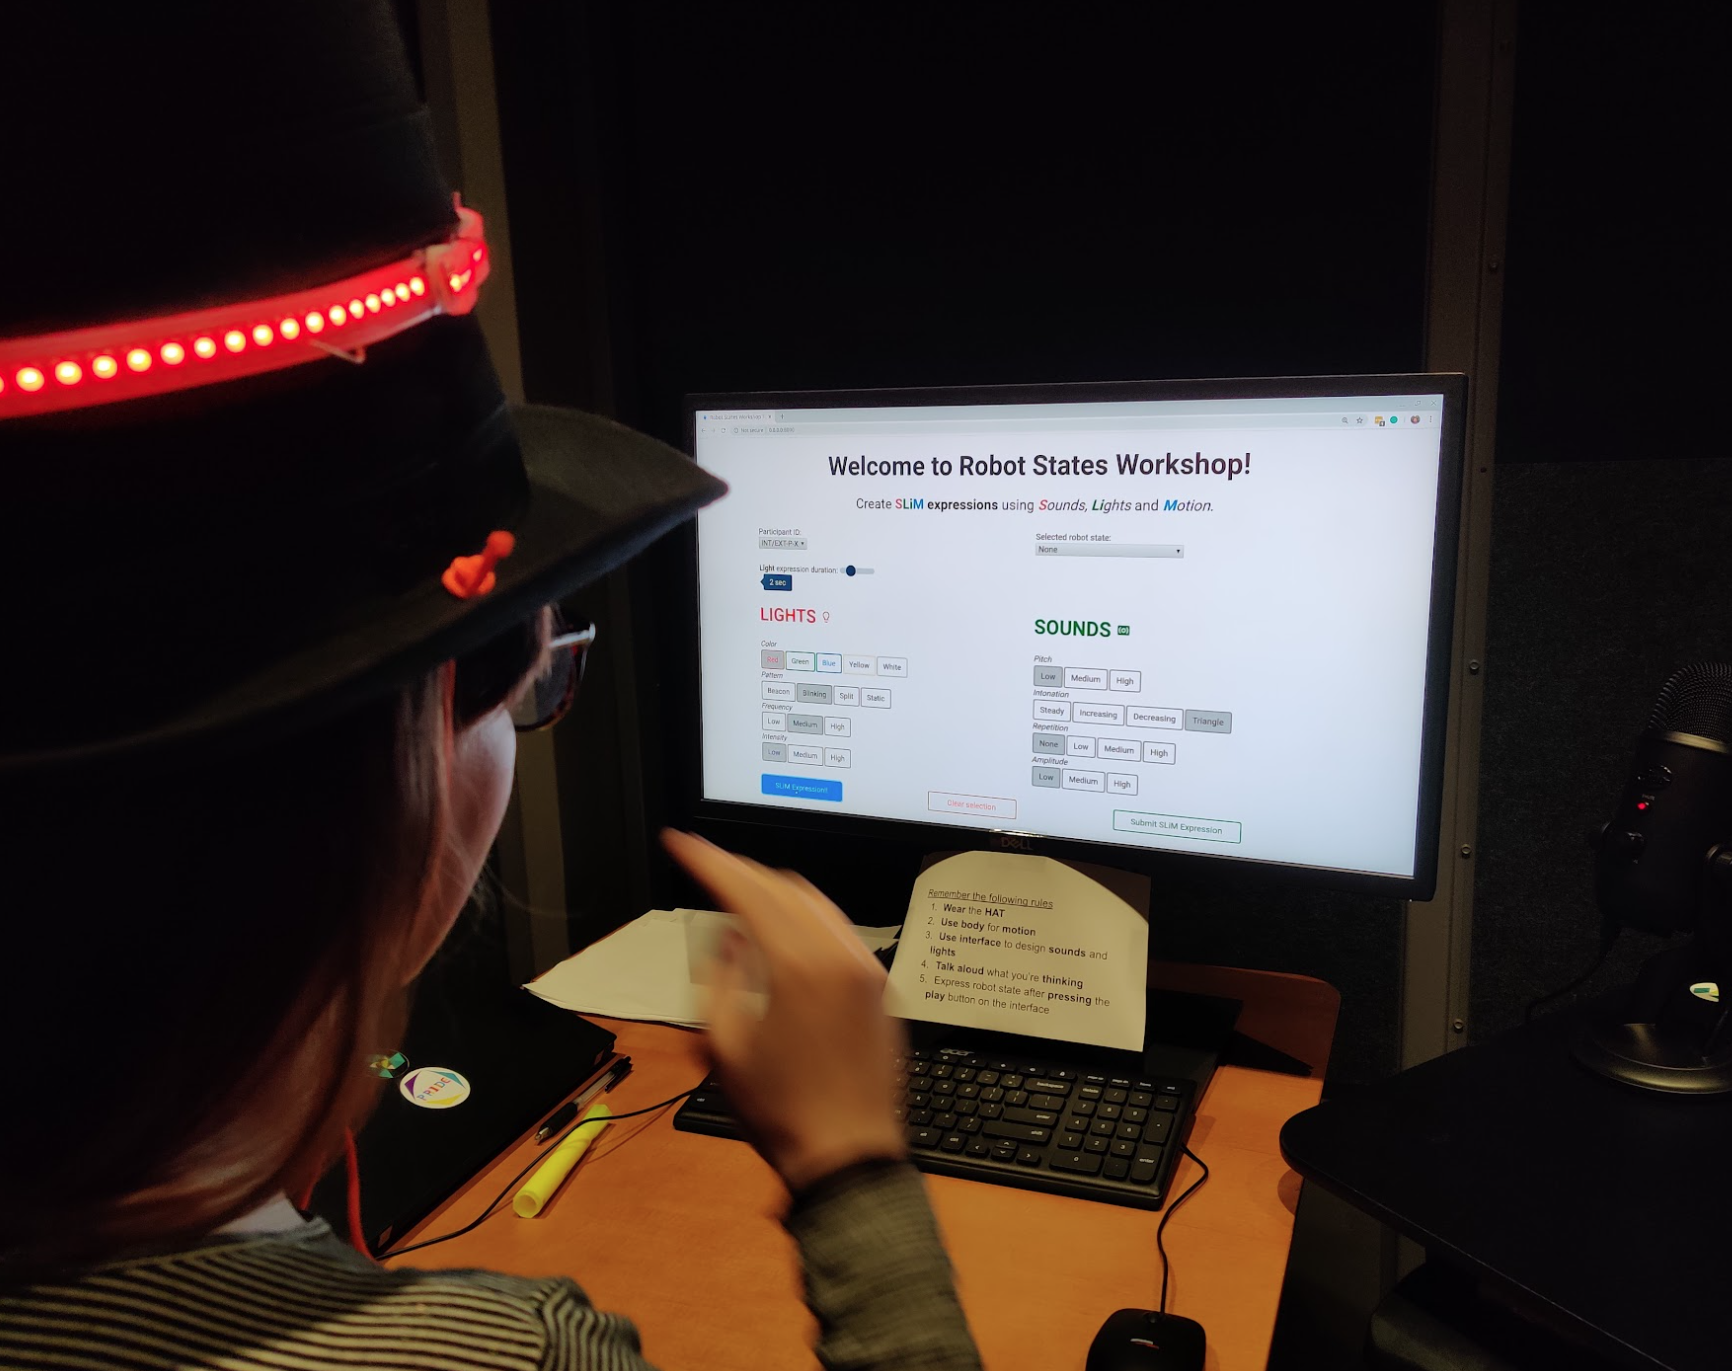 Welcome to Robot States Workshop!
Create SLiM expressions using Sounds, Lights and Motion.
Participant ID:
INT/EXT-P-X
Selected robot state:
None
Light expression duration:
2 sec
LIGHTS
Color
Red Green Blue Yellow White
Pattern
Beacon Blinking Split Static
Frequency
Low Medium High
Intensity
Low Medium High
SLiM Expression!
SOUNDS
Pitch
Low Medium High
Intonation
Steady Increasing Decreasing Triangle
Repetition
None Low Medium High
Amplitude
Low Medium High
Clear selection
Submit SLiM Expression
DELL
Remember the following rules
1. Wear the HAT
2. Use body for motion
3. Use interface to design sounds and
lights
4. Talk aloud what you're thinking
5. Express robot state after pressing the
play button on the interface
acer
PRIDE